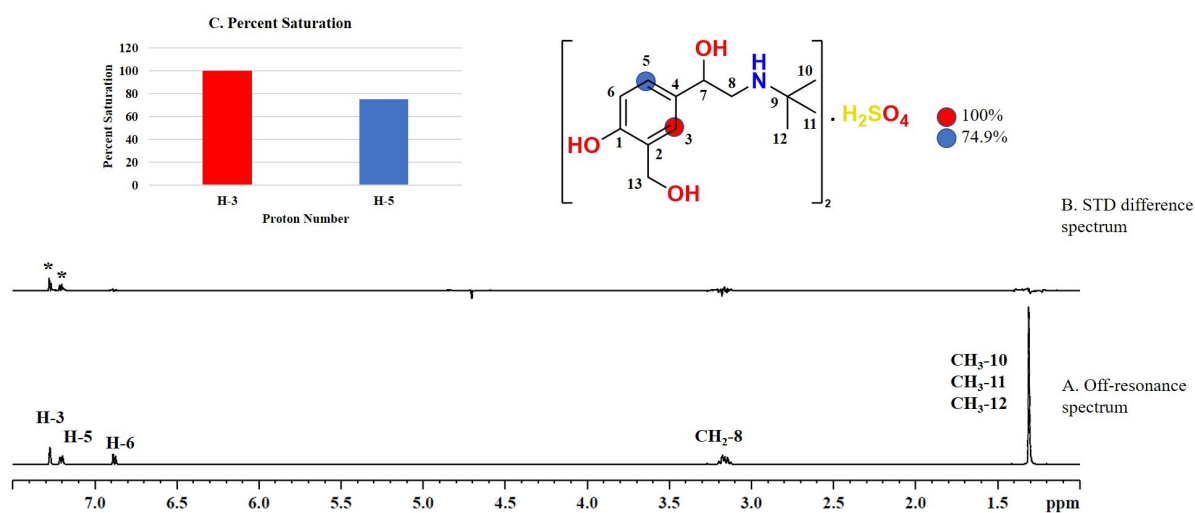 C. Percent Saturation
Percent Saturation
120
100
80
60
40
20
0
H-3
H-5
Proton Number
OH
H
N
5
4
6
7
8
9
10
11
12
HO
1
2
3
13
OH
2
. H₂SO₄
100%
74.9%
B. STD difference
spectrum
*
*
CH₃-10
CH₃-11
CH₃-12
A. Off-resonance
spectrum
H-3
H-5
H-6
CH₂-8
7.0
6.5
6.0
5.5
5.0
4.5
4.0
3.5
3.0
2.5
2.0
1.5
ppm